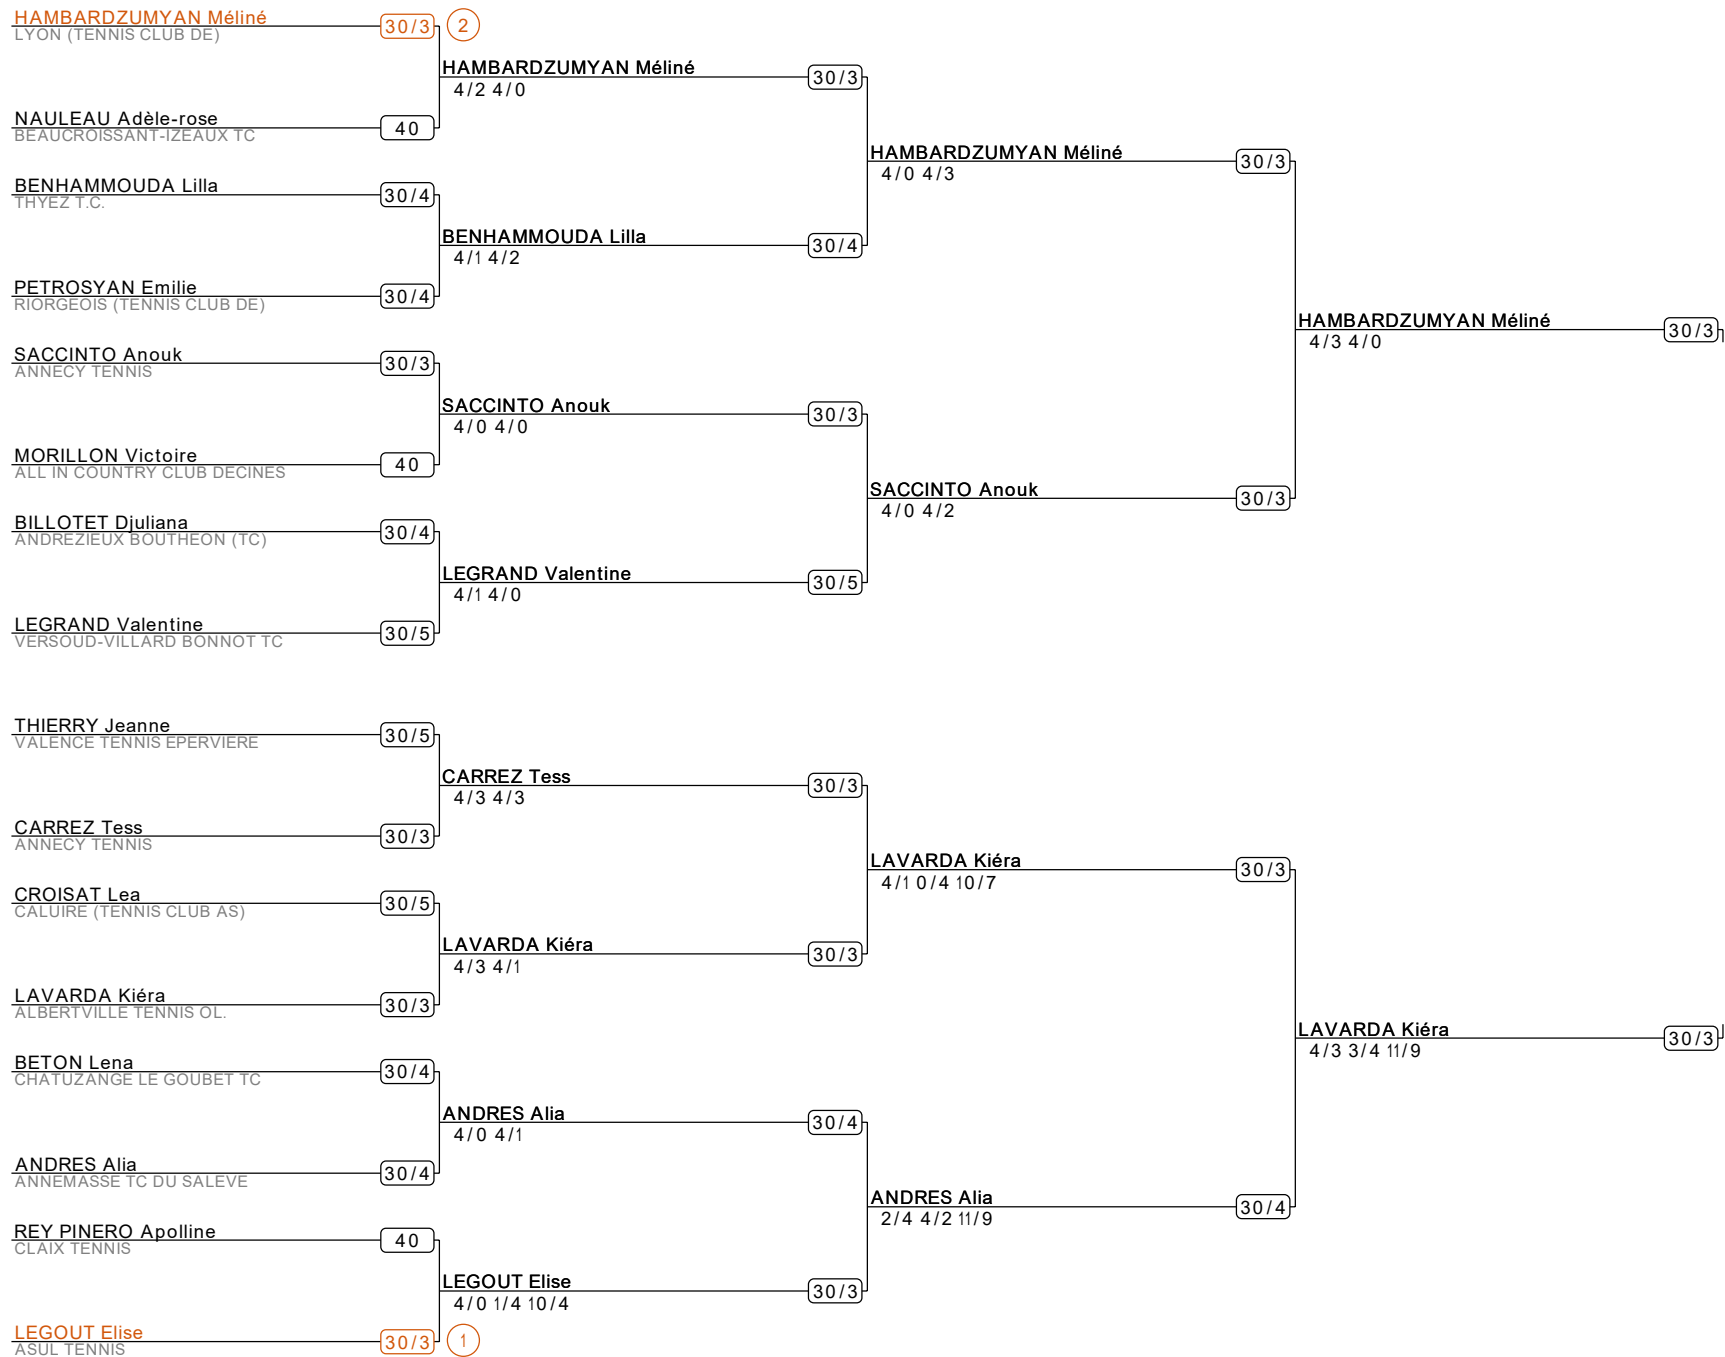 HAMBARDZUMYAN Méliné
LYON (TENNIS CLUB DE)
30/3
2
HAMBARDZUMYAN Méliné
4/2 4/0
30/3
NAULEAU Adèle-rose
BEAUCROISSANT-IZEAUX TC
40
HAMBARDZUMYAN Méliné
4/0 4/3
30/3
BENHAMMOUDA Lilla
THYEZ T.C.
30/4
BENHAMMOUDA Lilla
4/1 4/2
30/4
PETROSYAN Emilie
RIORGEOIS (TENNIS CLUB DE)
30/4
HAMBARDZUMYAN Méliné
4/3 4/0
30/3
SACCINTO Anouk
ANNECY TENNIS
30/3
SACCINTO Anouk
4/0 4/0
30/3
MORILLON Victoire
ALL IN COUNTRY CLUB DECINES
40
SACCINTO Anouk
4/0 4/2
30/3
BILLOTET Djuliana
ANDREZIEUX BOUTHEON (TC)
30/4
LEGRAND Valentine
4/1 4/0
30/5
LEGRAND Valentine
VERSOUD-VILLARD BONNOT TC
30/5
THIERRY Jeanne
VALENCE TENNIS EPERVIERE
30/5
CARREZ Tess
4/3 4/3
30/3
CARREZ Tess
ANNECY TENNIS
30/3
LAVARDA Kiéra
4/1 0/4 10/7
30/3
CROISAT Lea
CALUIRE (TENNIS CLUB AS)
30/5
LAVARDA Kiéra
4/3 4/1
30/3
LAVARDA Kiéra
ALBERTVILLE TENNIS OL.
30/3
LAVARDA Kiéra
4/3 3/4 11/9
30/3
BETON Lena
CHATUZANGE LE GOUBET TC
30/4
ANDRES Alia
4/0 4/1
30/4
ANDRES Alia
ANNEMASSE TC DU SALEVE
30/4
ANDRES Alia
2/4 4/2 11/9
30/4
REY PINERO Apolline
CLAIX TENNIS
40
LEGOUT Elise
4/0 1/4 10/4
30/3
LEGOUT Elise
ASUL TENNIS
30/3
1